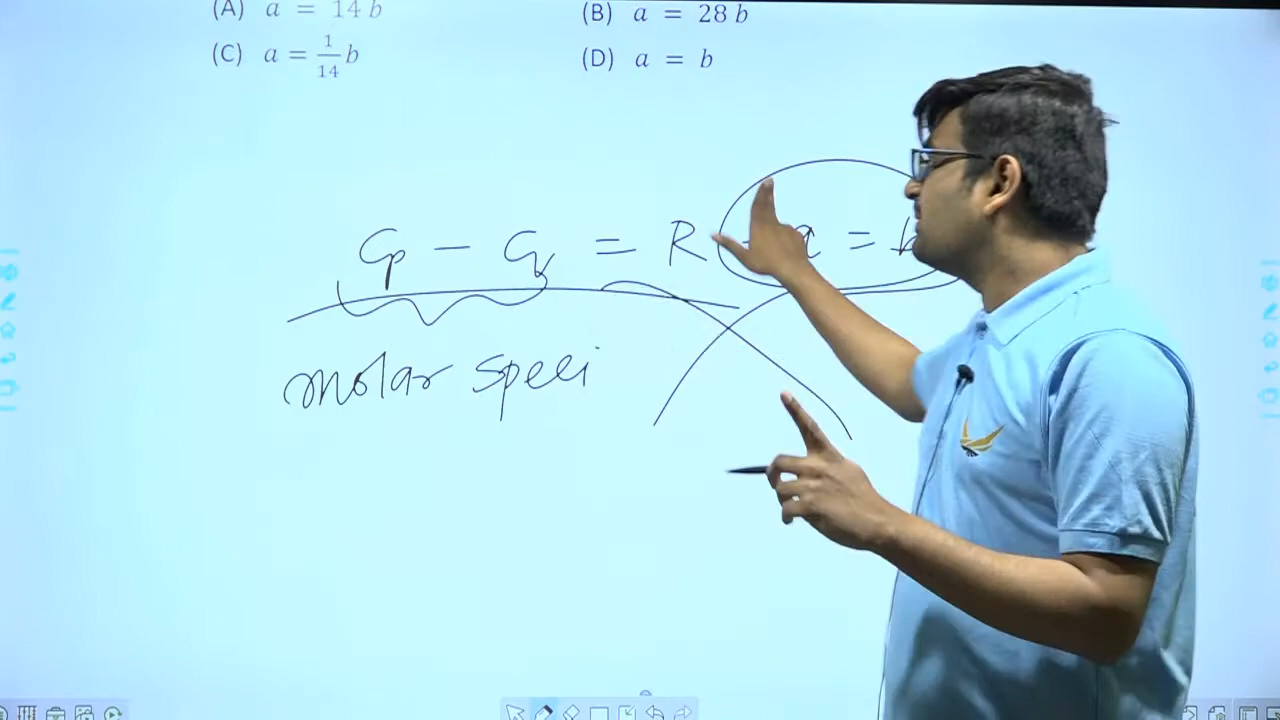 (A) a = 14 b (B) a = 28 b
(C) a = 1/14 b (D) a = b
Cp − Cv = R a = b
molar speci